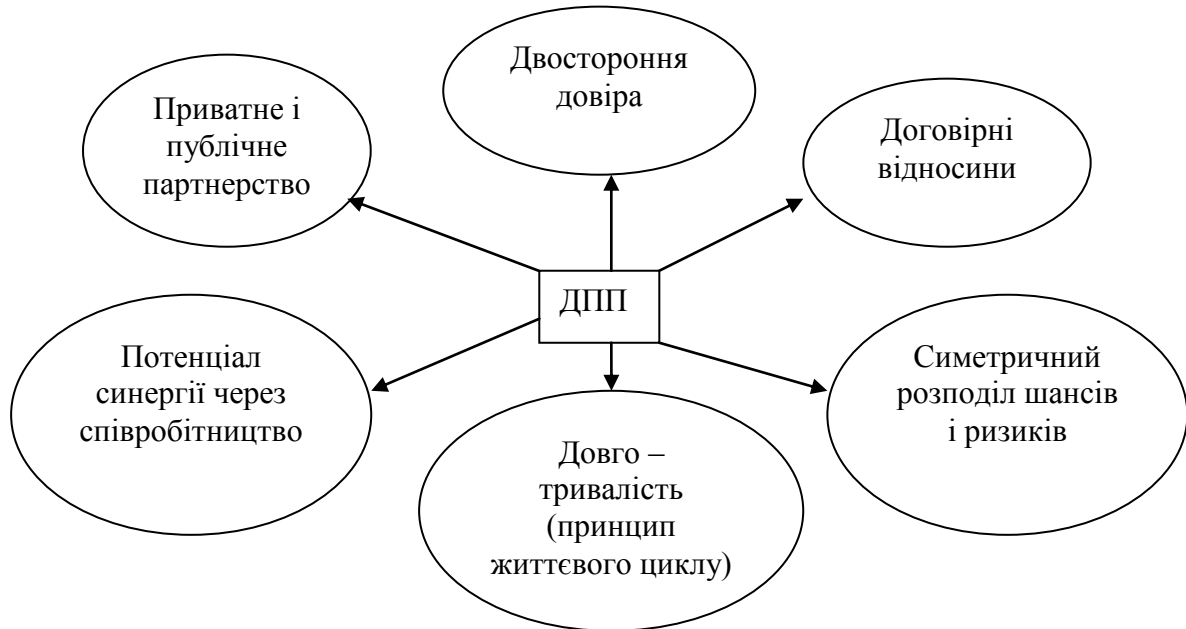 Двостороння
довіра
Приватне і
публічне
партнерство
Договірні
відносини
ДПП
Потенціал
синергії через
співробітництво
Симетричний
розподіл шансів
і ризиків
Довго –
тривалість
(принцип
життєвого циклу)